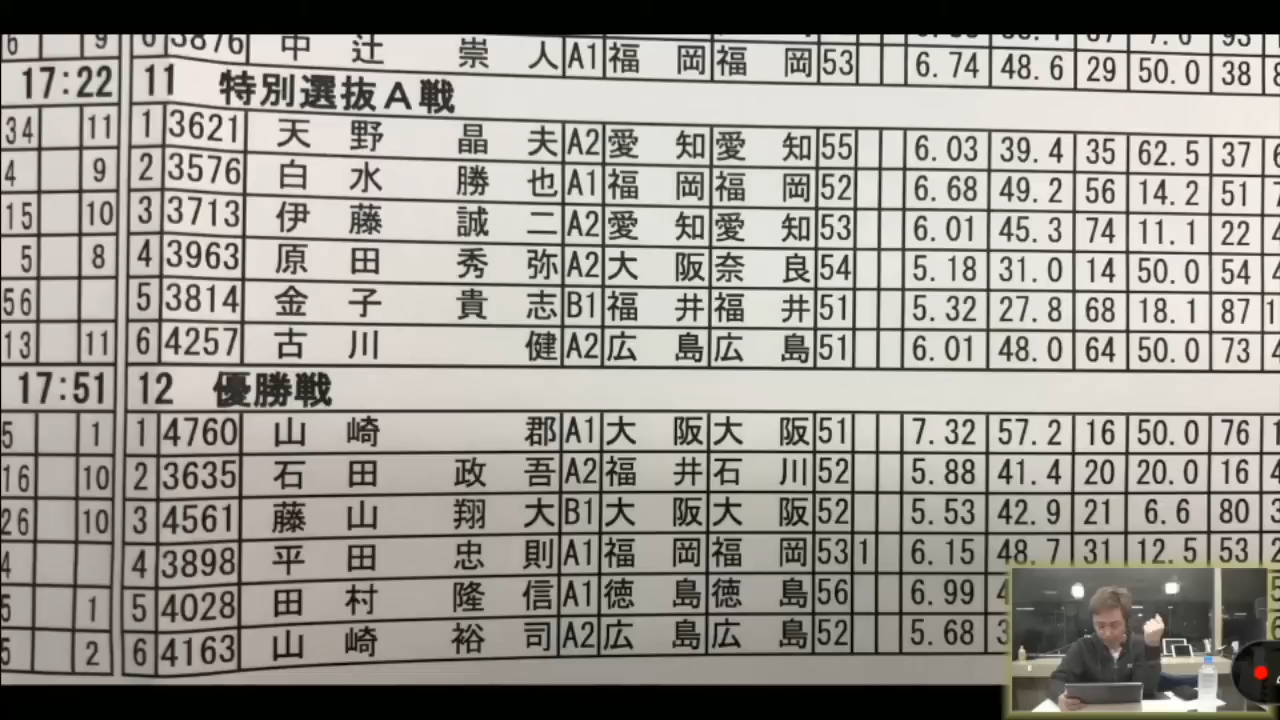 6 9 6 3876 中辻 崇人 A1 福岡 福岡 53 6.74 48.6 29 50.0 38
17:22 11 特別選抜A戦
34 11 1 3621 天野 晶夫 A2 愛知 愛知 55 6.03 39.4 35 62.5 37
4 9 2 3576 白水 勝也 A1 福岡 福岡 52 6.68 49.2 56 14.2 51
15 10 3 3713 伊藤 誠二 A2 愛知 愛知 53 6.01 45.3 74 11.1 22
5 8 4 3963 原田 秀弥 A2 大阪 奈良 54 5.18 31.0 14 50.0 54
56 5 3814 金子 貴志 B1 福井 福井 51 5.32 27.8 68 18.1 87
13 11 6 4257 古川 健 A2 広島 広島 51 6.01 48.0 64 50.0 73
17:51 12 優勝戦
5 1 1 4760 山崎 郡 A1 大阪 大阪 51 7.32 57.2 16 50.0 76
16 10 2 3635 石田 政吾 A2 福井 石川 52 5.88 41.4 20 20.0 16
26 10 3 4561 藤山 翔大 B1 大阪 大阪 52 5.53 42.9 21 6.6 80
4 4 3898 平田 忠則 A1 福岡 福岡 53 1 6.15 48.7 31 12.5 53
5 1 5 4028 田村 隆信 A1 徳島 徳島 56 6.99
5 2 6 4163 山崎 裕司 A2 広島 広島 52 5.68